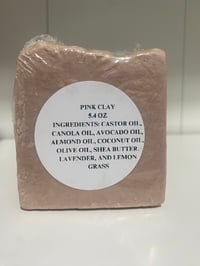 PINK CLAY
5.4 OZ
INGREDIENTS: CASTOR OIL,
CANOLA OIL, AVOCADO OIL,
ALMOND OIL, COCONUT OIL,
OLIVE OIL, SHEA BUTTER
LAVENDER, AND LEMON
GRASS